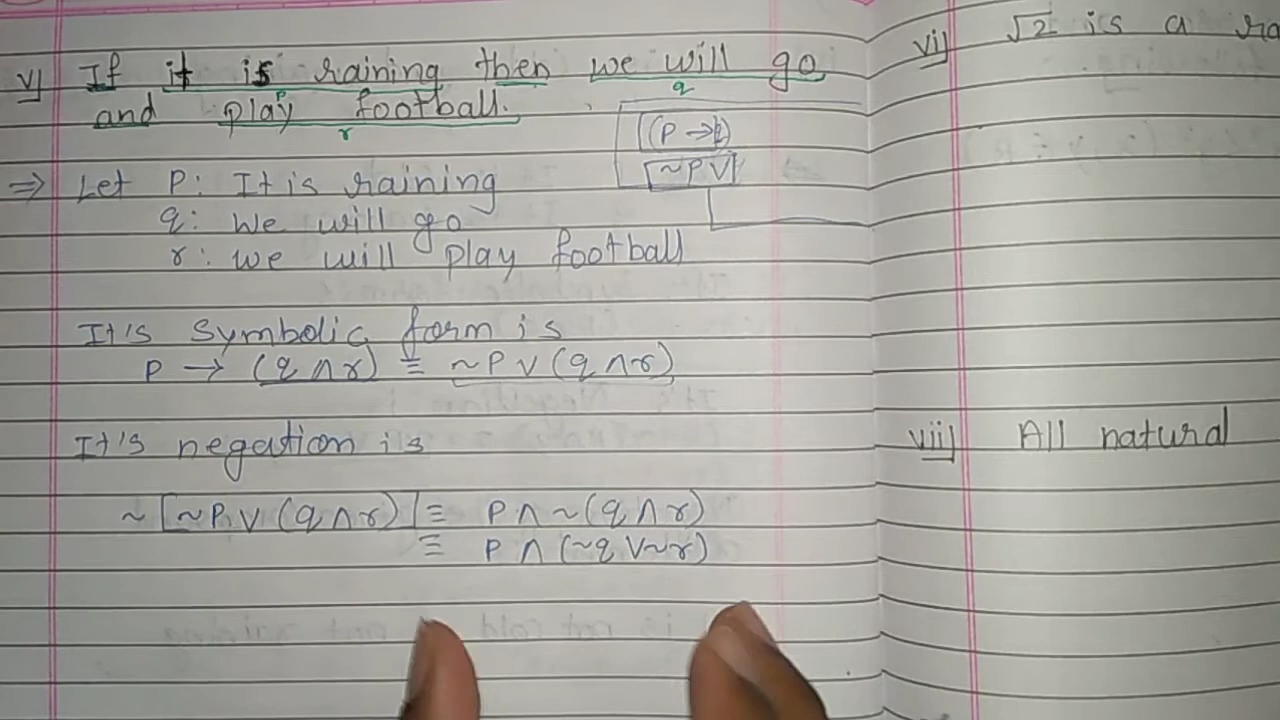 v) If it is raining then we will go
p q
and play football.
r
(P →
~P V
⇒ Let P: It is raining
q: We will go
r: we will play football
It's symbolic form is
P → (q ∧ r) ≡ ~P ∨ (q ∧ r)
It's negation is
~[~P ∨ (q ∧ r)] ≡ P ∧ ~(q ∧ r)
≡ P ∧ (~q ∨ ~r)
vi) √2 is a ra
vii) All natural